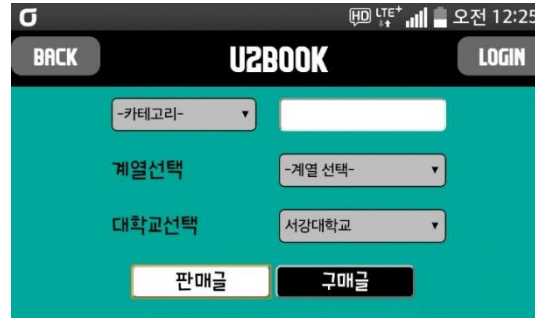 HD LTE+ 오전 12:25
BACK U2BOOK LOGIN
-카테고리-
계열선택 -계열 선택-
대학교선택 서강대학교
판매글 구매글